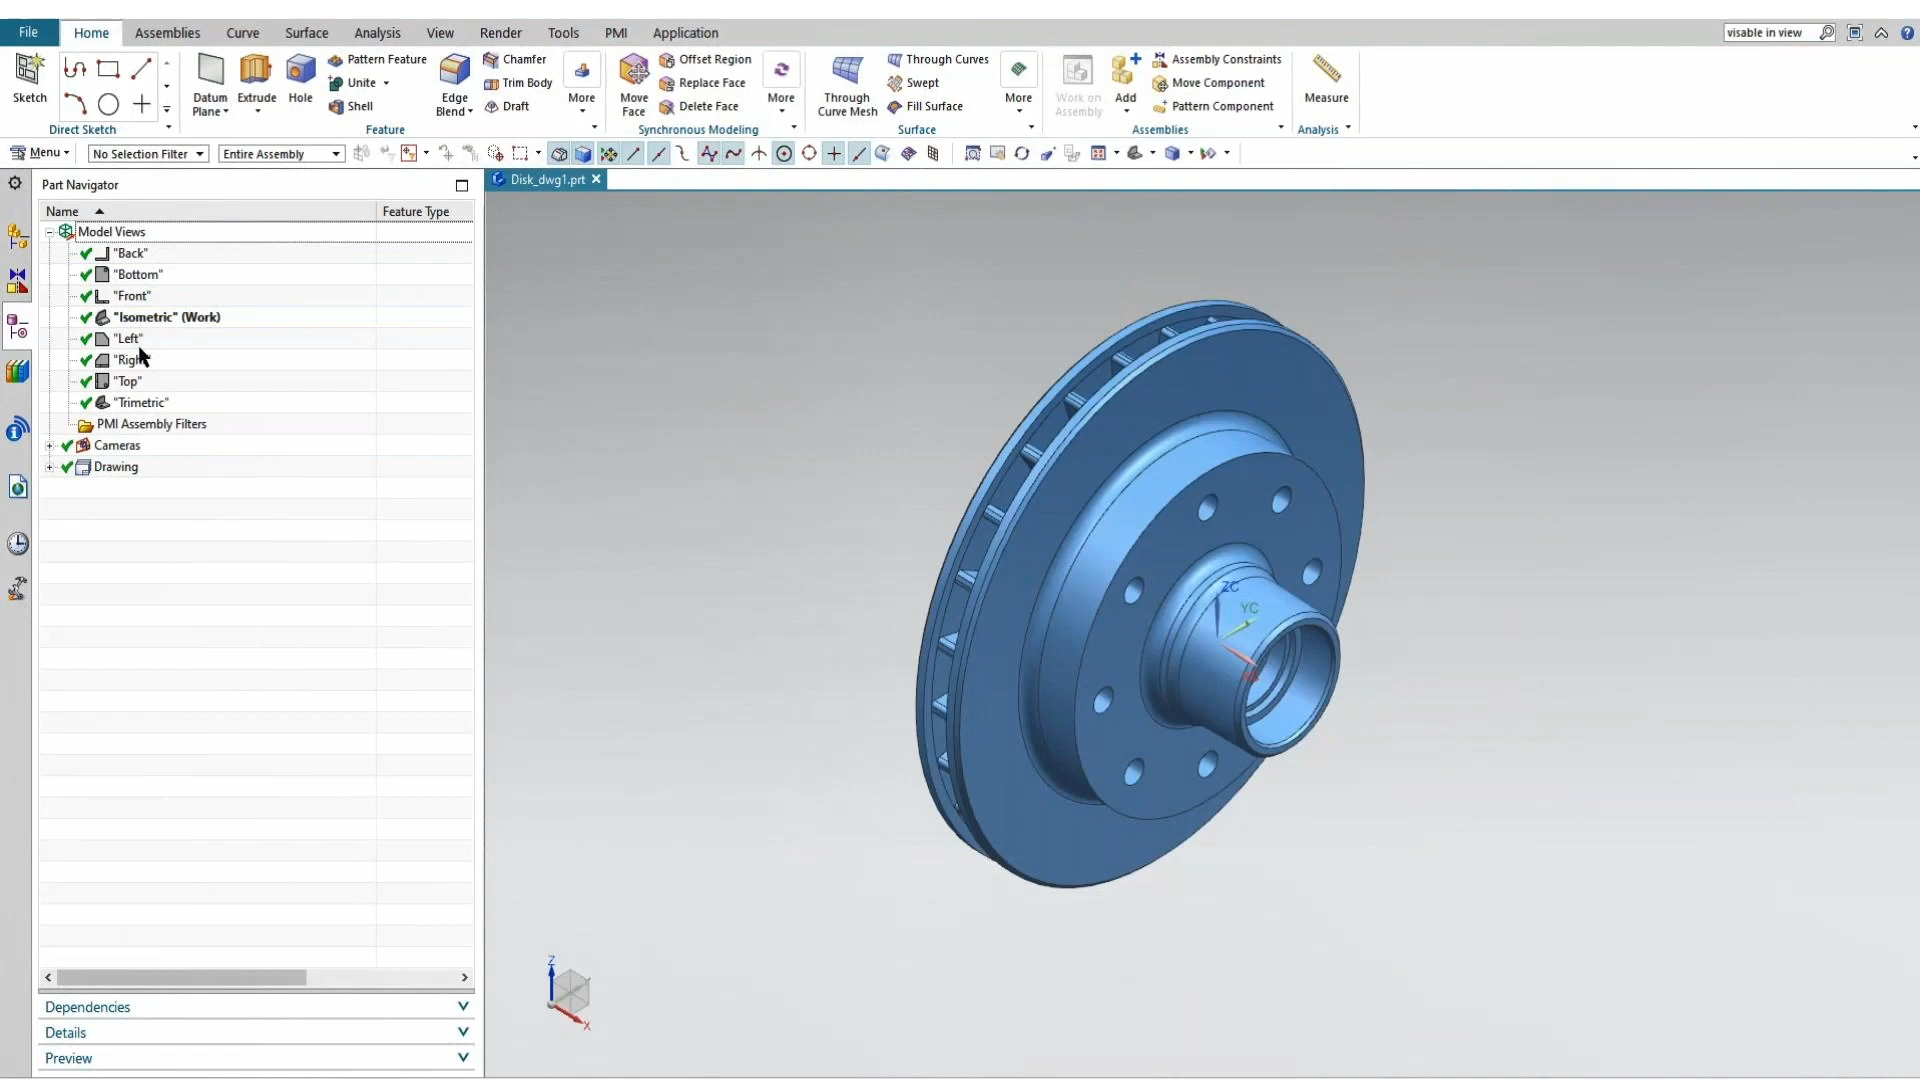 File Home Assemblies Curve Surface Analysis View Render Tools PMI Application visable in view
Sketch
Direct Sketch
Datum Plane
Extrude
Hole
Pattern Feature
Unite
Shell
Edge Blend
Chamfer
Trim Body
Draft
More
Feature
Move Face
Offset Region
Replace Face
Delete Face
More
Synchronous Modeling
Through Curve Mesh
Through Curves
Swept
Fill Surface
More
Surface
Work on Assembly
Add
Assembly Constraints
Move Component
Pattern Component
Assemblies
Measure
Analysis
Menu No Selection Filter Entire Assembly
Part Navigator
Disk_dwg1.prt
Name Feature Type
Model Views
"Back"
"Bottom"
"Front"
"Isometric" (Work)
"Left"
"Top"
"Trimetric"
PMI Assembly Filters
Cameras
Drawing
ZC
YC
Z
X
Dependencies
Details
Preview